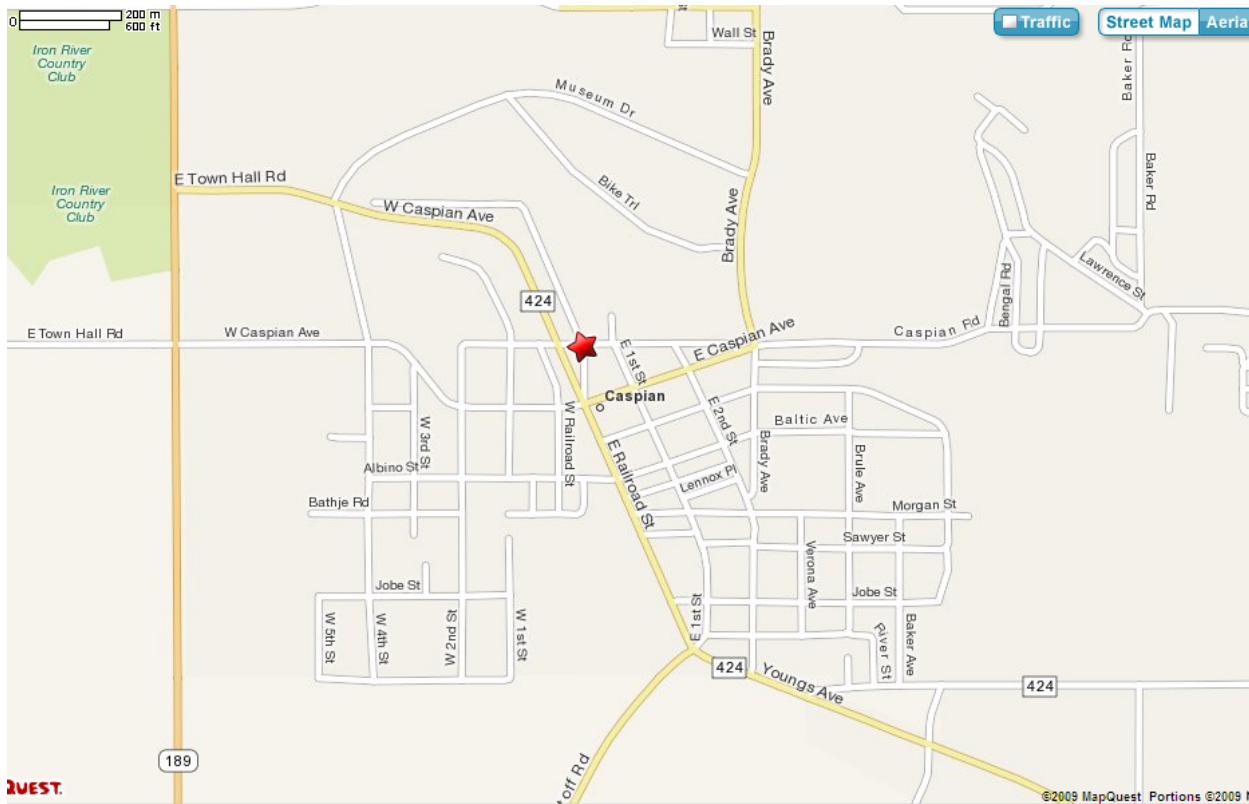 0
200 m
600 ft
Traffic
Street Map
Aeria
Iron River
Country
Club
Wall St
Brady Ave
Baker Rd
Museum Dr
Baker Rd
E Town Hall Rd
Iron River
Country
Club
Bike Trl
W Caspian Ave
Brady Ave
Lawrence St
Bengal Rd
424
E Town Hall Rd
W Caspian Ave
E Caspian Ave
Caspian Rd
E 1st St
Caspian
W Railroad St
E 2nd St
Baltic Ave
W 3rd St
E Railroad St
Brady Ave
Brule Ave
Albino St
Lennox Pl
Bathje Rd
Morgan St
Sawyer St
Verona Ave
Jobe St
Jobe St
W 5th St
W 4th St
W 2nd St
W 1st St
E 1st St
River St
Baker Ave
424
Youngs Ave
424
189
toff Rd
QUEST.
©2009 MapQuest Portions ©2009